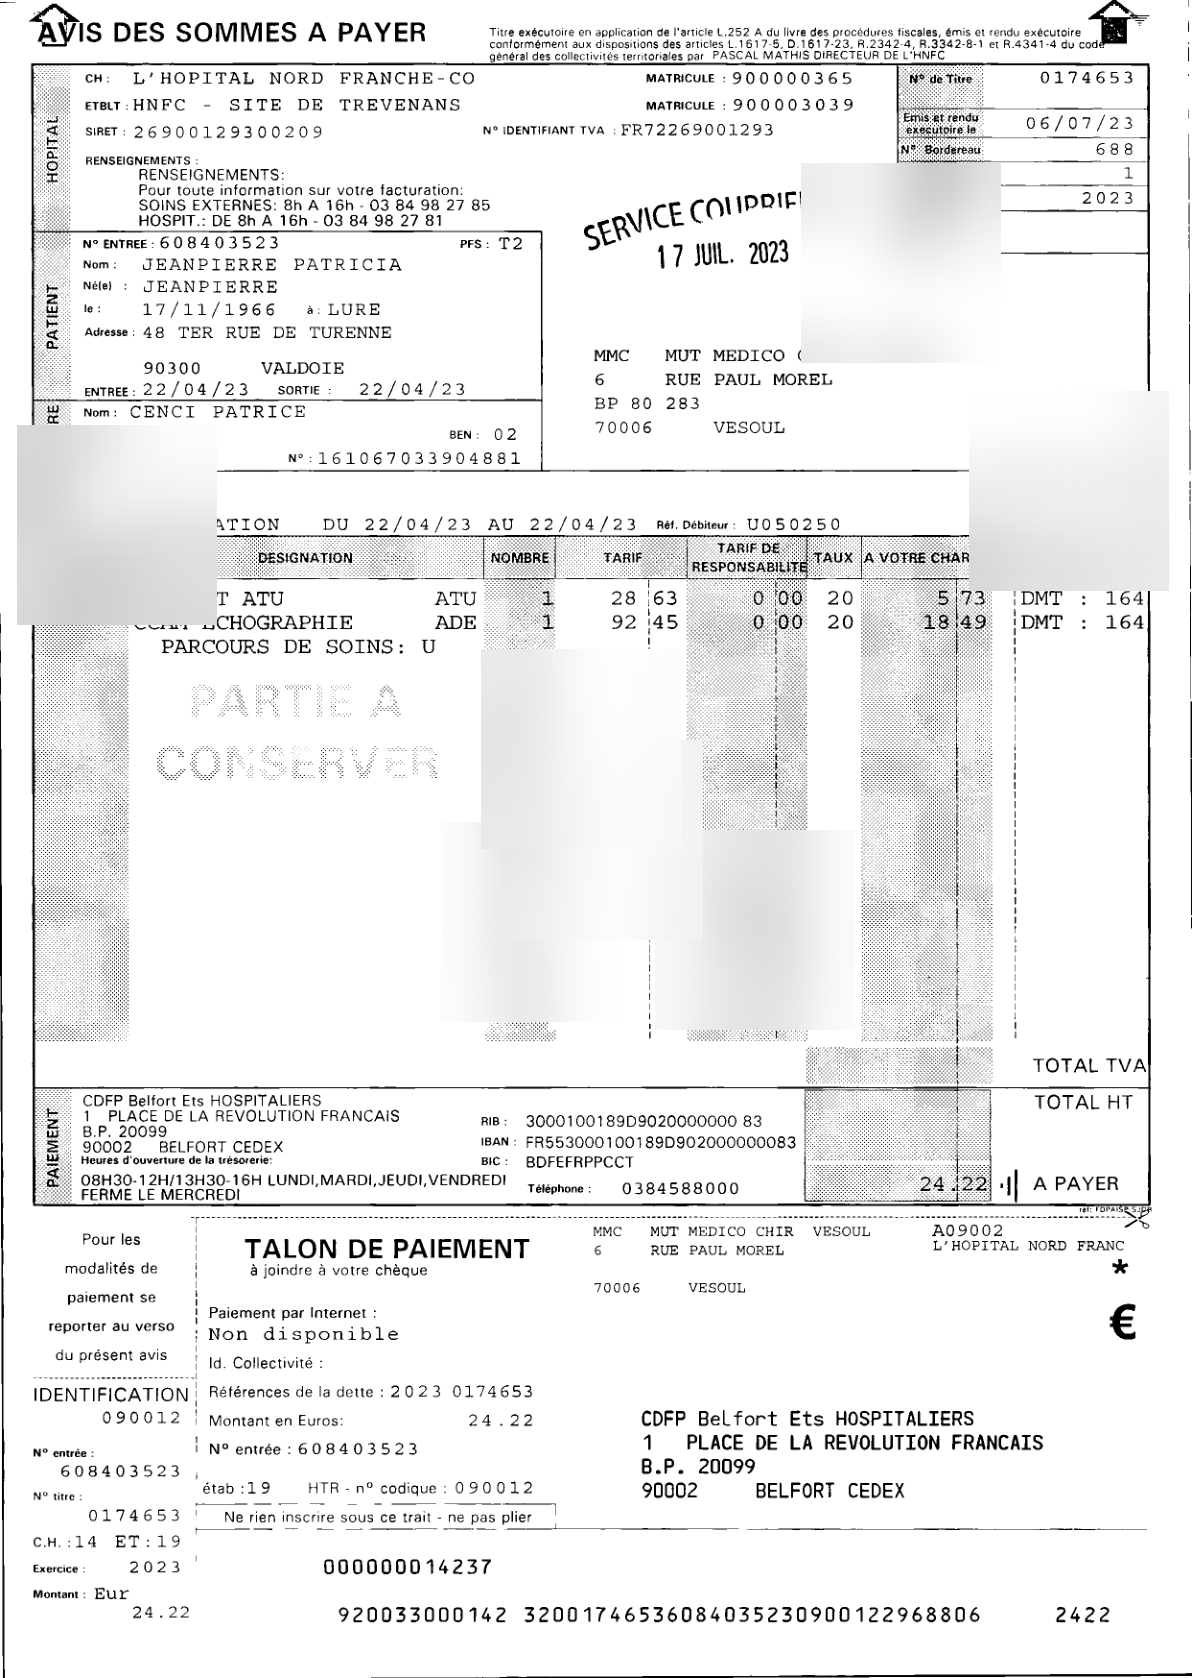 AVIS DES SOMMES A PAYER
Titre exécutoire en application de l'article L.252 A du livre des procédures fiscales, émis et rendu exécutoire
conformément aux dispositions des articles L.1617-5, D.1617-23, R.2342-4, R.3342-8-1 et R.4341-4 du code
général des collectivités territoriales par PASCAL MATHIS DIRECTEUR DE L'HNFC
HOPITAL
CH : L'HOPITAL NORD FRANCHE-CO MATRICULE : 900000365
ETBLT : HNFC - SITE DE TREVENANS MATRICULE : 900003039
SIRET : 26900129300209 N° IDENTIFIANT TVA : FR72269001293
N° de Titre 0174653
Emis et rendu
exécutoire le 06/07/23
N° Bordereau 688
1
2023
RENSEIGNEMENTS :
RENSEIGNEMENTS:
Pour toute information sur votre facturation:
SOINS EXTERNES: 8h A 16h - 03 84 98 27 85
HOSPIT.: DE 8h A 16h - 03 84 98 27 81
SERVICE COURRIE
17 JUIL. 2023
PATIENT
N° ENTREE : 608403523 PFS : T2
Nom : JEANPIERRE PATRICIA
Né(e) : JEANPIERRE
le : 17/11/1966 à : LURE
Adresse : 48 TER RUE DE TURENNE
90300 VALDOIE
ENTREE : 22/04/23 SORTIE : 22/04/23
MMC MUT MEDICO
6 RUE PAUL MOREL
BP 80 283
70006 VESOUL
RE
Nom : CENCI PATRICE
BEN : 02
N° : 161067033904881
ATION DU 22/04/23 AU 22/04/23 Réf. Débiteur : U050250
DESIGNATION NOMBRE TARIF TARIF DE RESPONSABILITE TAUX A VOTRE CHAR
T ATU ATU 1 28 63 0 00 20 5 73 DMT : 164
ECHOGRAPHIE ADE 1 92 45 0 00 20 18 49 DMT : 164
PARCOURS DE SOINS: U
PARTIE A
CONSERVER
TOTAL TVA
TOTAL HT
PAIEMENT
CDFP Belfort Ets HOSPITALIERS
1 PLACE DE LA REVOLUTION FRANCAIS
B.P. 20099
90002 BELFORT CEDEX
Heures d'ouverture de la trésorerie:
08H30-12H/13H30-16H LUNDI,MARDI,JEUDI,VENDREDI
FERME LE MERCREDI
RIB : 3000100189D9020000000 83
IBAN : FR553000100189D902000000083
BIC : BDFEFRPPCCT
Téléphone : 0384588000
24.22 A PAYER
Pour les
modalités de
paiement se
reporter au verso
du présent avis
TALON DE PAIEMENT
à joindre à votre chèque
MMC MUT MEDICO CHIR VESOUL
6 RUE PAUL MOREL
70006 VESOUL
A09002
L'HOPITAL NORD FRANC
*
€
Paiement par Internet :
Non disponible
Id. Collectivité :
Références de la dette : 2023 0174653
Montant en Euros: 24.22
N° entrée : 608403523
étab : 19 HTR - n° codique : 090012
Ne rien inscrire sous ce trait - ne pas plier
CDFP Belfort Ets HOSPITALIERS
1 PLACE DE LA REVOLUTION FRANCAIS
B.P. 20099
90002 BELFORT CEDEX
IDENTIFICATION
090012
N° entrée :
608403523
N° titre :
0174653
C.H. : 14 ET : 19
Exercice : 2023
Montant : Eur
24.22
000000014237
920033000142 32001746536084035230900122968806 2422